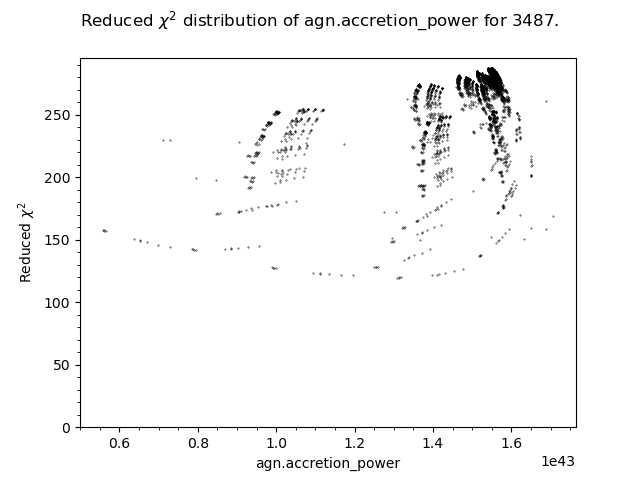 Reduced χ² distribution of agn.accretion_power for 3487.
Reduced χ²
250
200
150
100
50
0
0.6 0.8 1.0 1.2 1.4 1.6
1e43
agn.accretion_power